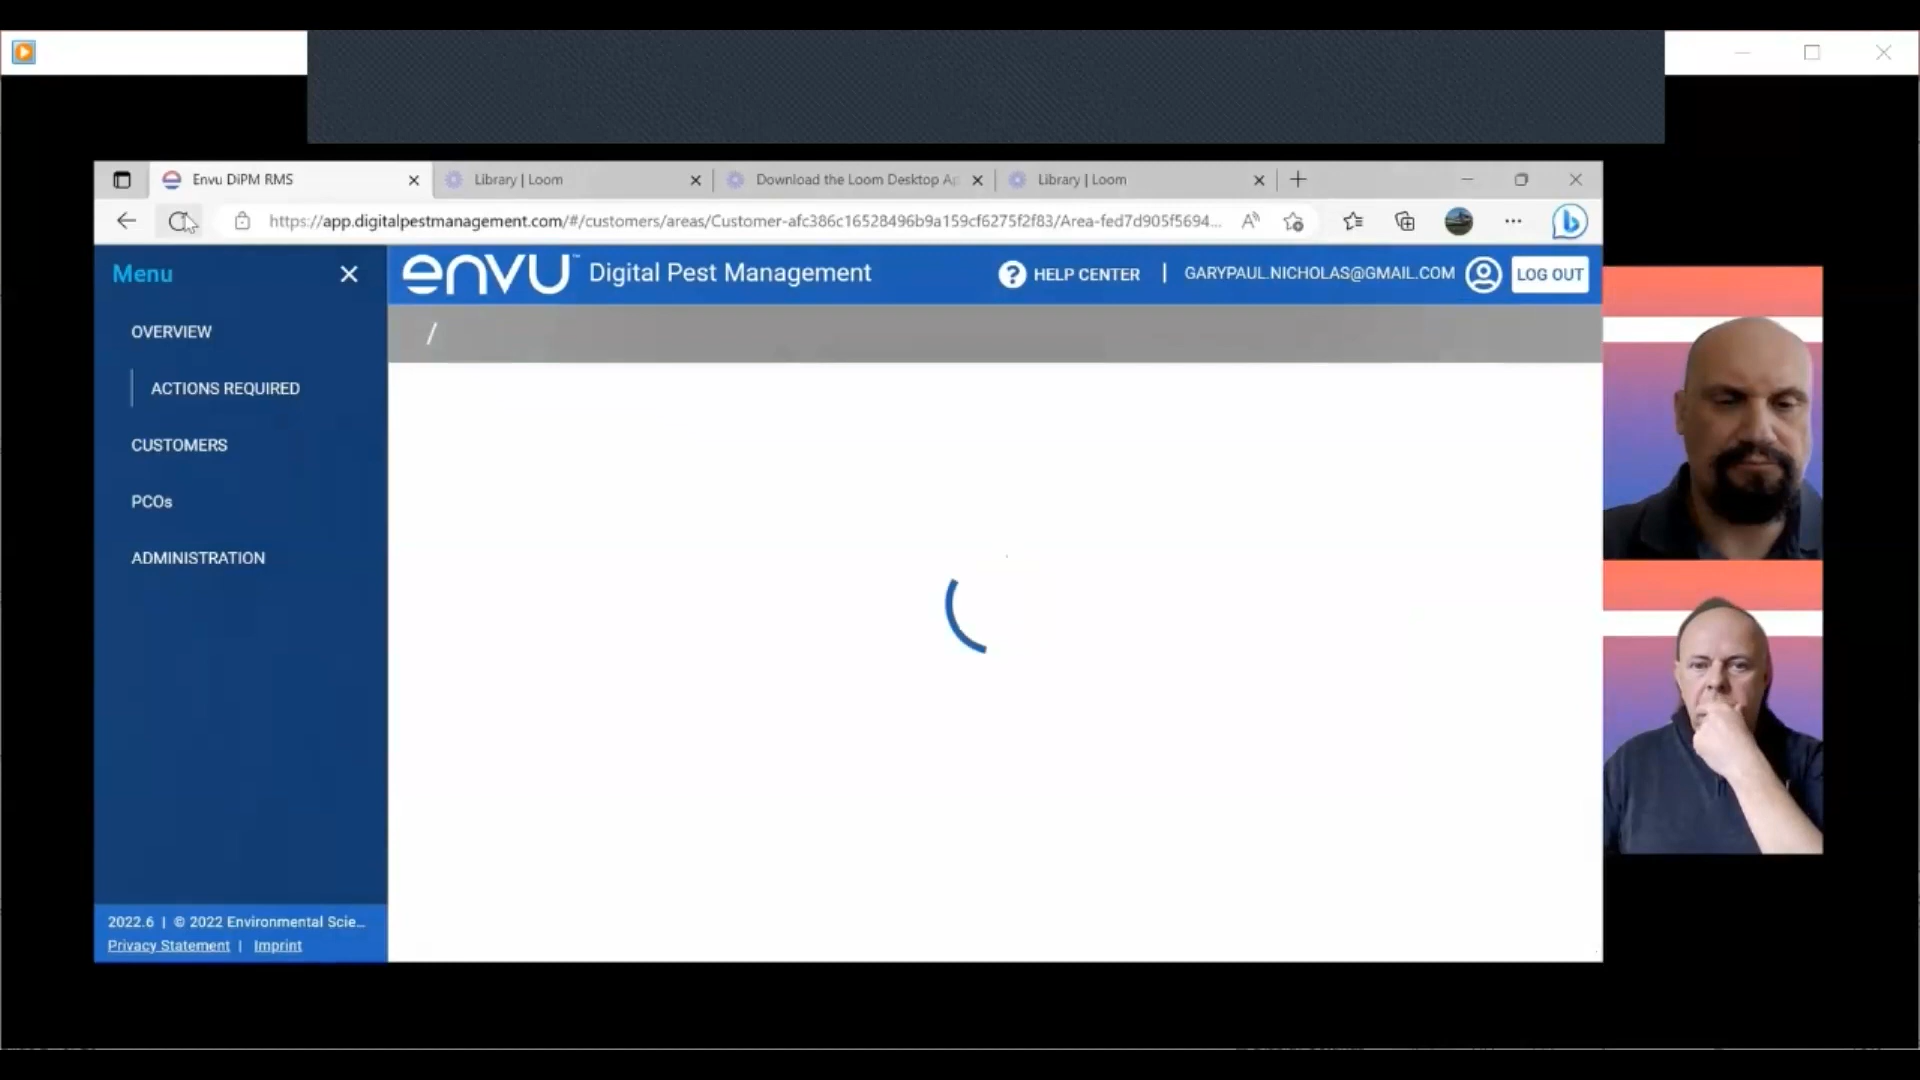 Envu DiPM RMS
Library | Loom
Download the Loom Desktop Ap
Library | Loom
https://app.digitalpestmanagement.com/#/customers/areas/Customer-afc386c16528496b9a159cf6275f2f83/Area-fed7d905f5694...
Menu
envu™ Digital Pest Management
HELP CENTER | GARYPAUL.NICHOLAS@GMAIL.COM
LOG OUT
/
OVERVIEW
ACTIONS REQUIRED
CUSTOMERS
PCOs
ADMINISTRATION
2022.6 | © 2022 Environmental Scie...
Privacy Statement | Imprint